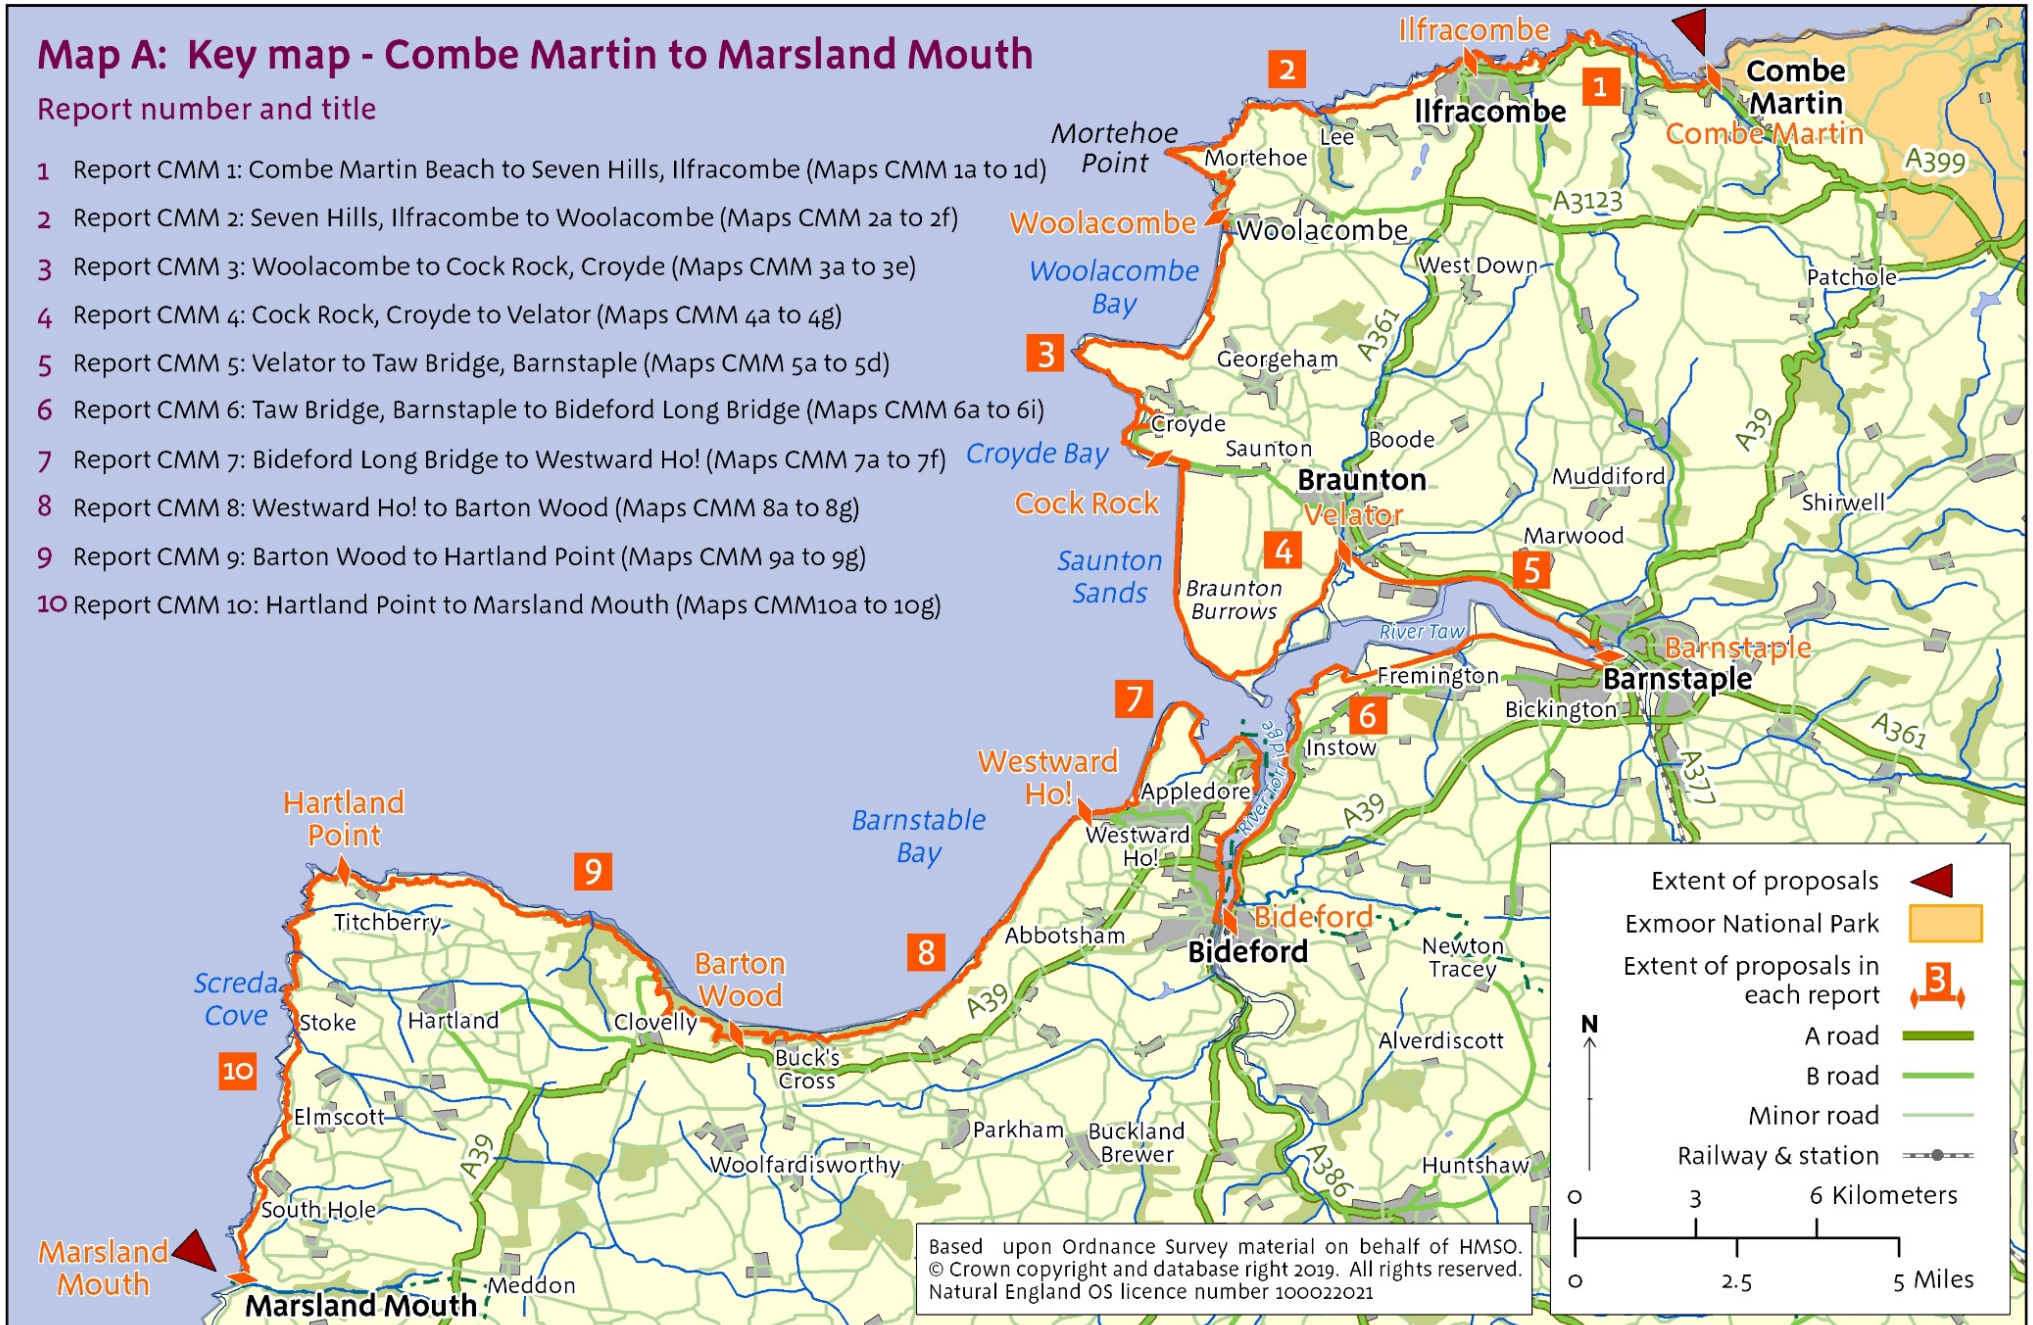 Map A: Key map - Combe Martin to Marsland Mouth
Report number and title
1 Report CMM 1: Combe Martin Beach to Seven Hills, Ilfracombe (Maps CMM 1a to 1d)
2 Report CMM 2: Seven Hills, Ilfracombe to Woolacombe (Maps CMM 2a to 2f)
3 Report CMM 3: Woolacombe to Cock Rock, Croyde (Maps CMM 3a to 3e)
4 Report CMM 4: Cock Rock, Croyde to Velator (Maps CMM 4a to 4g)
5 Report CMM 5: Velator to Taw Bridge, Barnstaple (Maps CMM 5a to 5d)
6 Report CMM 6: Taw Bridge, Barnstaple to Bideford Long Bridge (Maps CMM 6a to 6i)
7 Report CMM 7: Bideford Long Bridge to Westward Ho! (Maps CMM 7a to 7f)
8 Report CMM 8: Westward Ho! to Barton Wood (Maps CMM 8a to 8g)
9 Report CMM 9: Barton Wood to Hartland Point (Maps CMM 9a to 9g)
10 Report CMM 10: Hartland Point to Marsland Mouth (Maps CMM10a to 10g)
Ilfracombe
2
1
Combe
Martin
Ilfracombe
Combe Martin
Lee
Mortehoe
Point
Mortehoe
A399
A3123
Woolacombe
Woolacombe
Woolacombe
Bay
West Down
Patchole
A361
3
Georgeham
A39
Croyde
Boode
Saunton
Croyde Bay
Braunton
Muddiford
Shirwell
Cock Rock
Velator
Marwood
4
5
Saunton
Sands
Braunton
Burrows
River Taw
Barnstaple
Fremington
Barnstaple
7
6
Bickington
A361
Instow
A377
Westward
Ho!
Appledore
River Torridge
A39
Hartland
Point
Barnstable
Bay
Westward
Ho!
9
Titchberry
8
Abbotsham
Bideford
Bideford
Newton
Tracey
Barton
Wood
A39
Screda
Cove
Stoke
Hartland
Clovelly
Alverdiscott
Buck's
Cross
10
Elmscott
Parkham
Buckland
Brewer
A39
Woolfardisworthy
A386
Huntshaw
South Hole
Marsland
Mouth
Meddon
Marsland Mouth
Based upon Ordnance Survey material on behalf of HMSO.
© Crown copyright and database right 2019. All rights reserved.
Natural England OS licence number 100022021
Extent of proposals
Exmoor National Park
Extent of proposals in
each report
3
N
A road
B road
Minor road
Railway & station
0 3 6 Kilometers
0 2.5 5 Miles